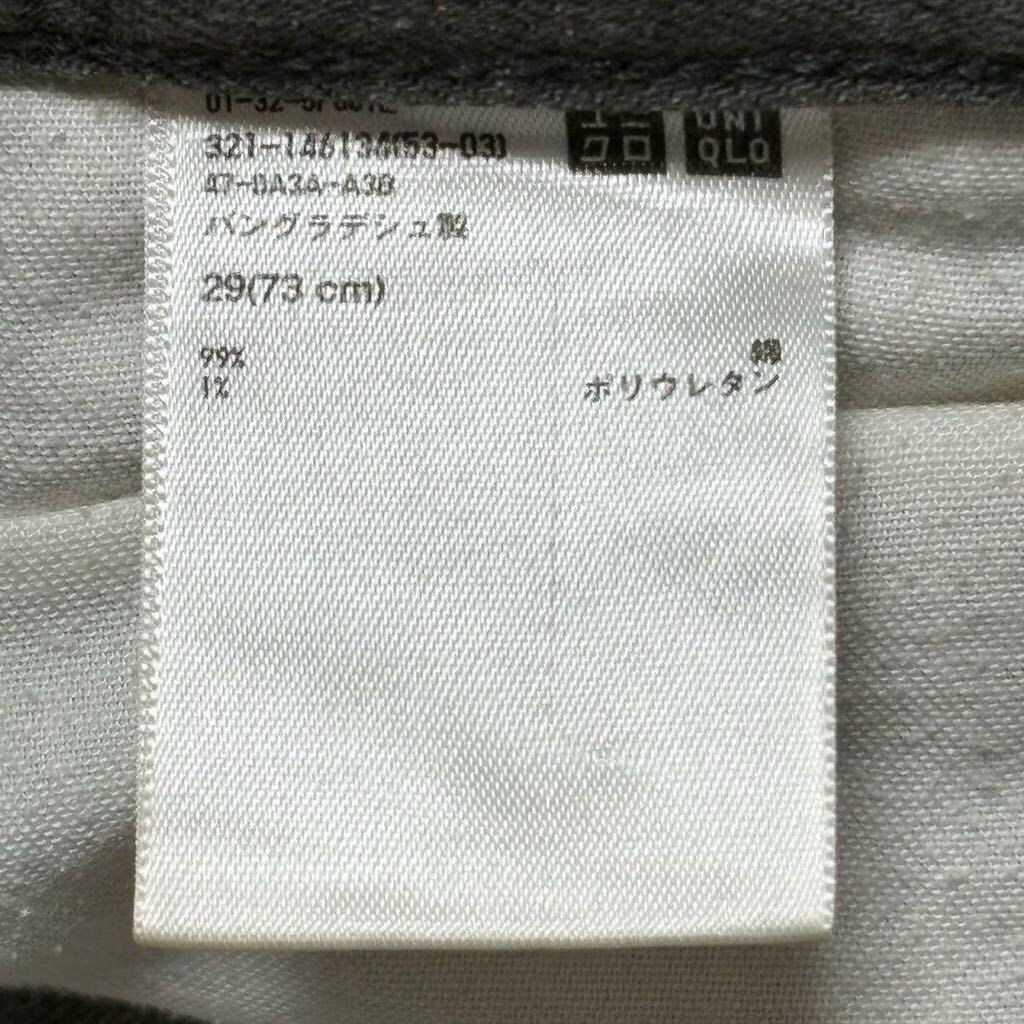 321-146134(53-03)
47-0A3A-A3B
バングラデシュ製
29(73 cm)
99% 綿
1% ポリウレタン
ユニ
クロ
UNI
QLO